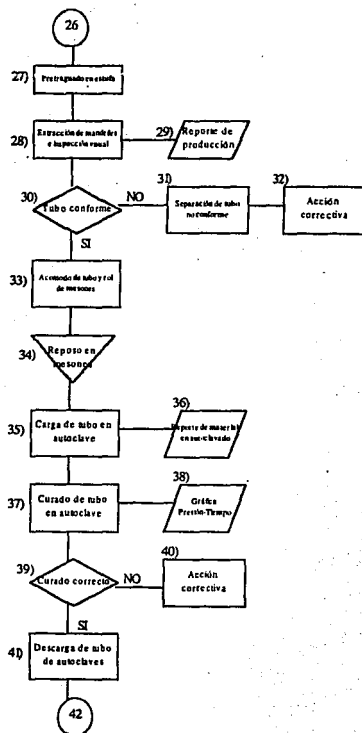 26
27)
Pretraguado en estufa
28)
Extracción de mandriles
e Inspección visual
29)
Reporte de
producción
30)
Tubo conforme
NO
31)
Separación de tubo
no conforme
32)
Acción
correctiva
SI
33)
Acomodo de tubo y rol
de mesones
34)
Reposo en
mesones
35)
Carga de tubo en
autoclave
36)
Reporte de material
en autoclavado
37)
Curado de tubo
en autoclave
38)
Gráfica
Presión-Tiempo
39)
Curado correcto
NO
40)
Acción
correctiva
SI
41)
Descarga de tubo
de autoclaves
42